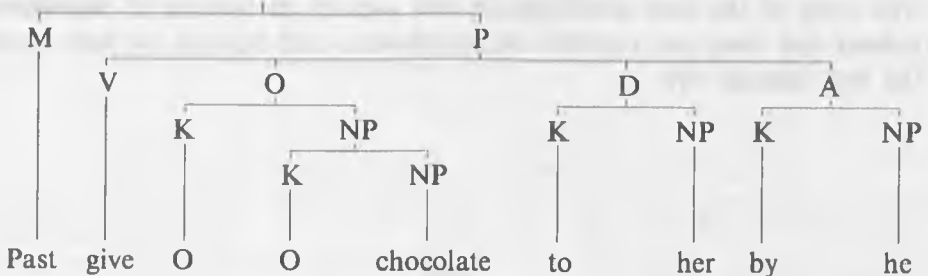 M P
V O D A
K NP K NP K NP
K NP
Past give O O chocolate to her by he